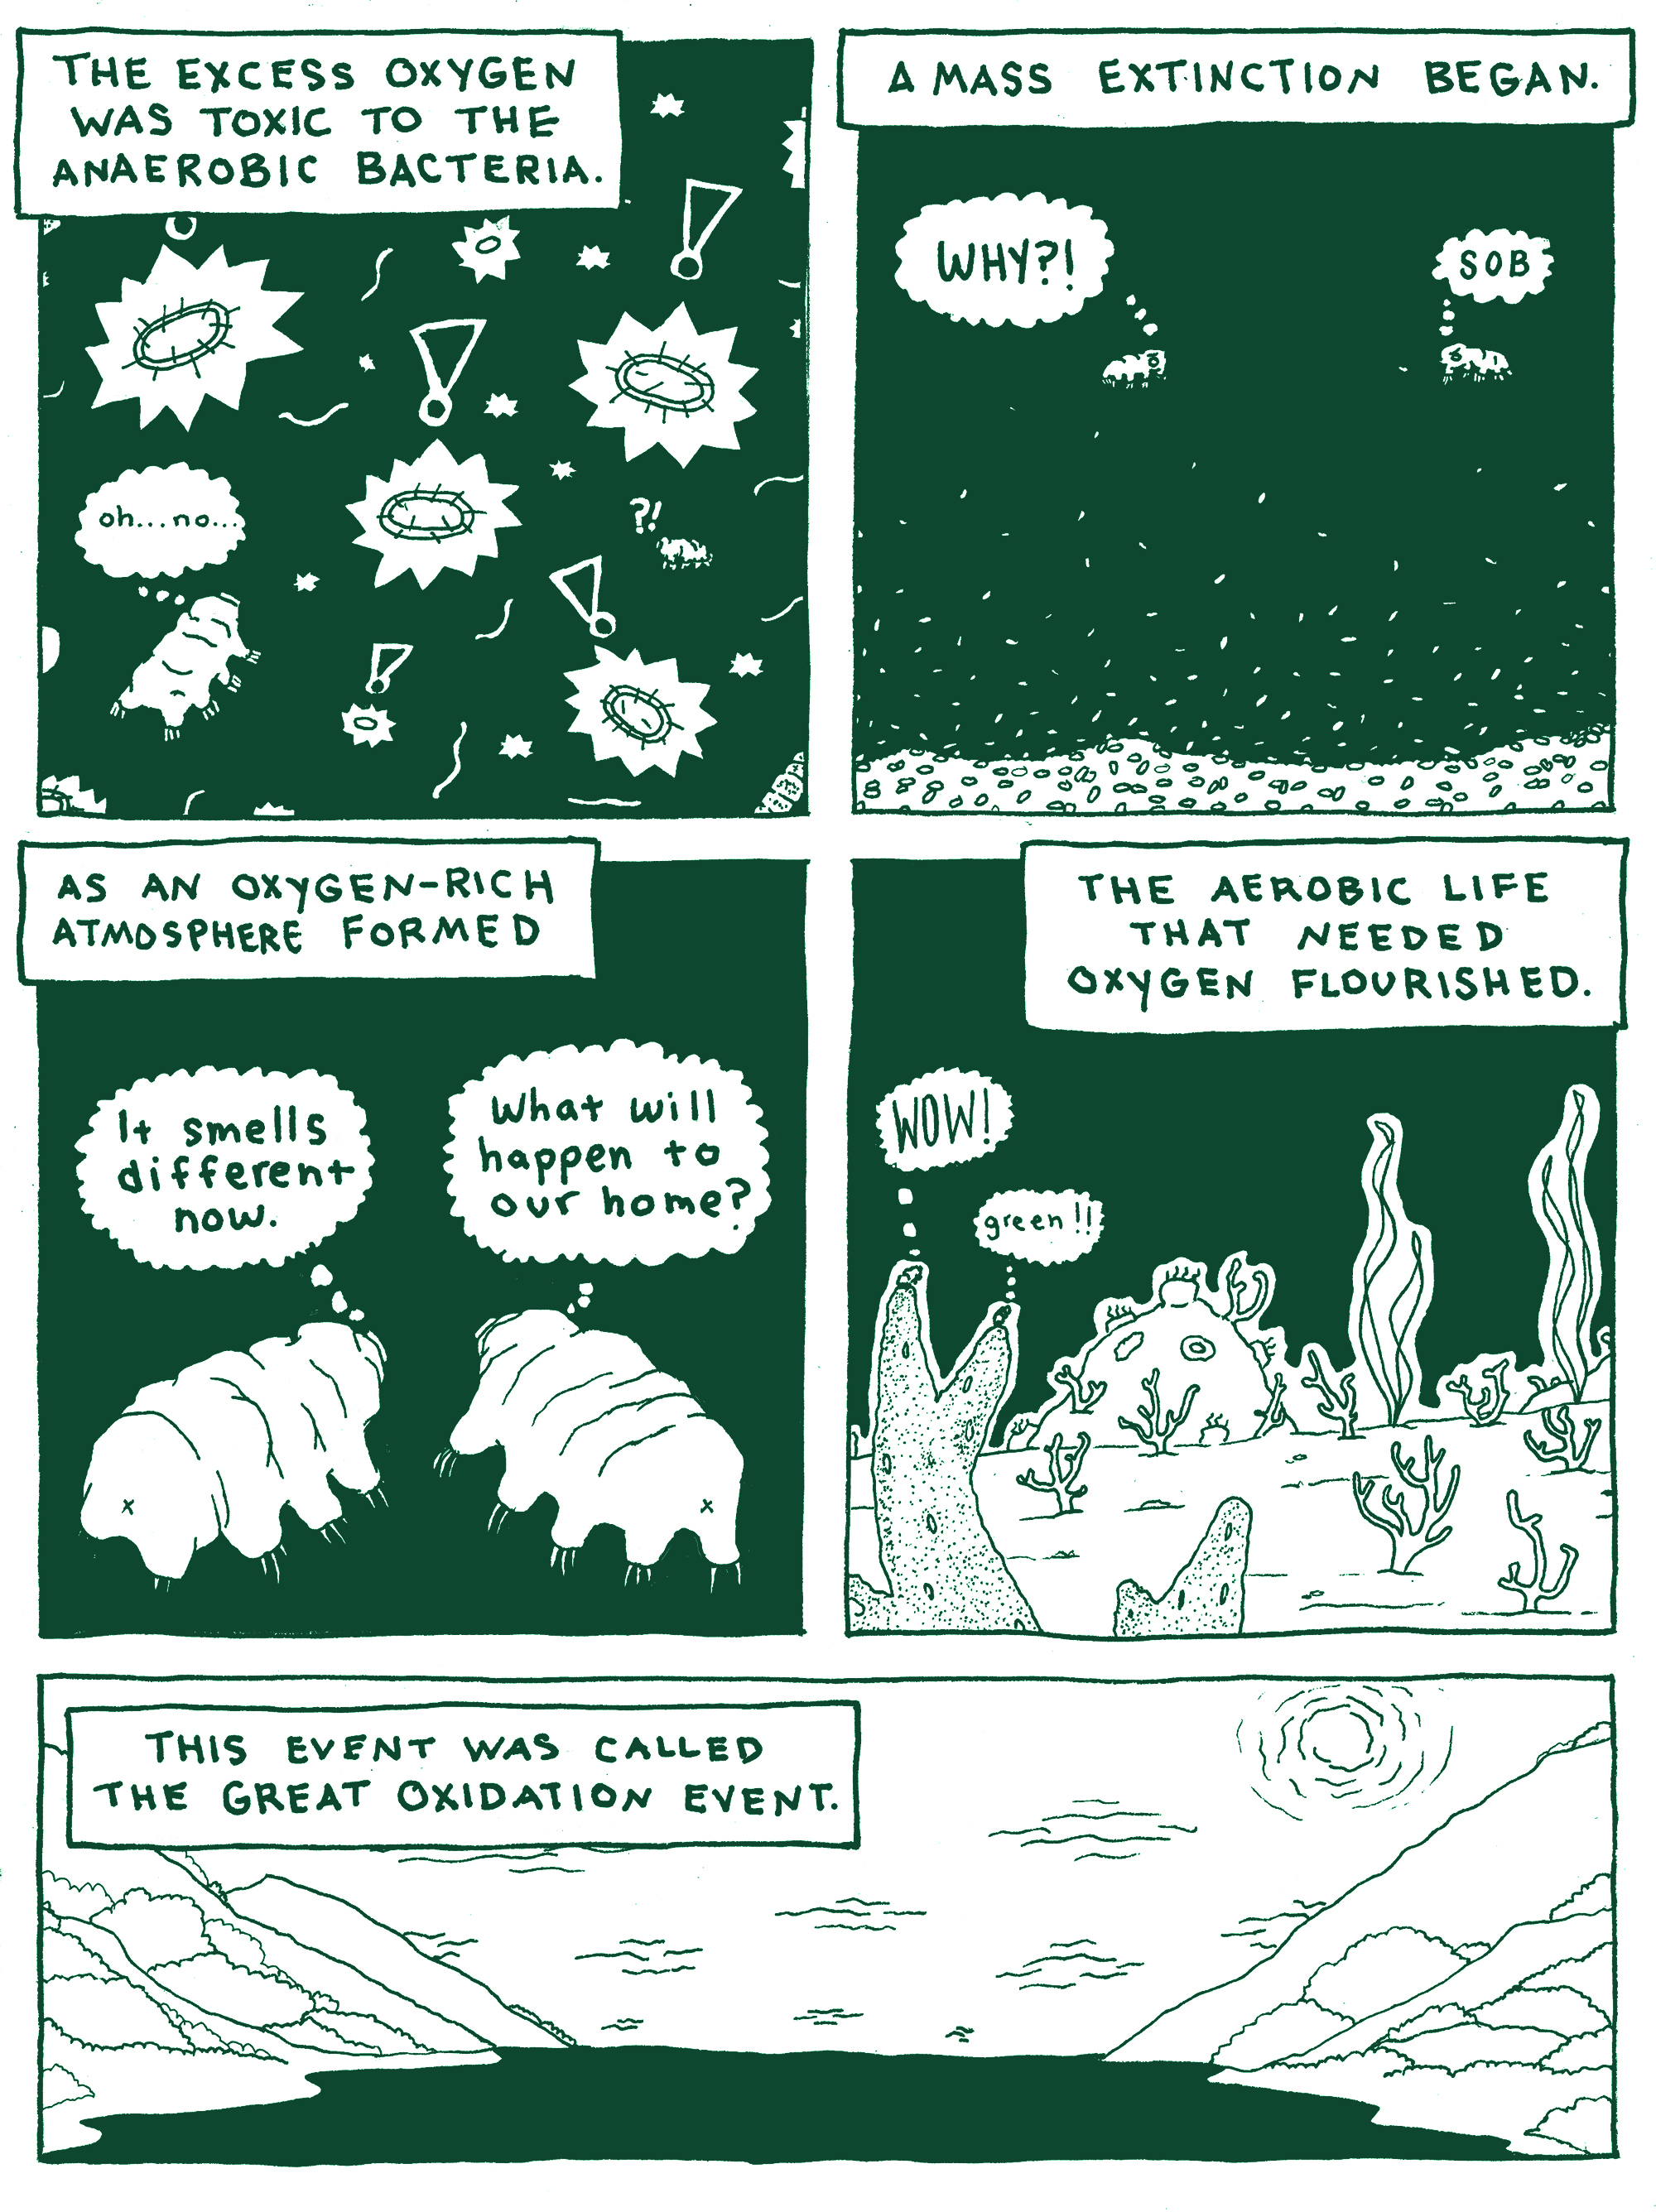 THE EXCESS OXYGEN
WAS TOXIC TO THE
ANAEROBIC BACTERIA.
oh...no...
?!
A MASS EXTINCTION BEGAN.
WHY?!
SOB
AS AN OXYGEN-RICH
ATMOSPHERE FORMED
It smells
different
now.
What will
happen to
our home?
THE AEROBIC LIFE
THAT NEEDED
OXYGEN FLOURISHED.
WOW!
green!!
THIS EVENT WAS CALLED
THE GREAT OXIDATION EVENT.